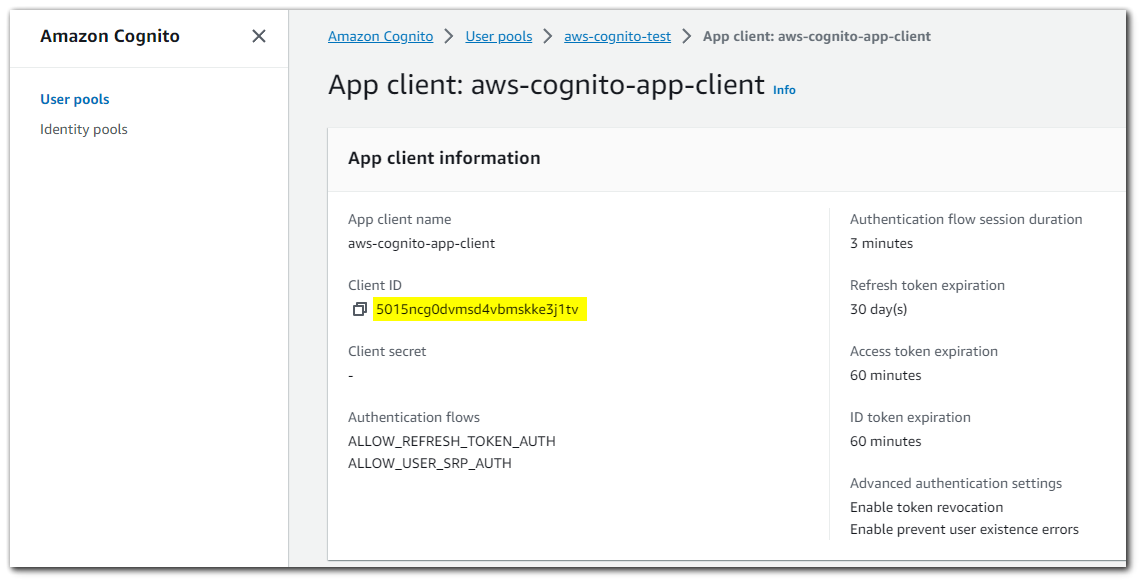 Amazon Cognito
User pools
Identity pools
Amazon Cognito > User pools > aws-cognito-test > App client: aws-cognito-app-client
App client: aws-cognito-app-client Info
App client information
App client name
aws-cognito-app-client
Client ID
5015ncg0dvmsd4vbmskke3j1tv
Client secret
-
Authentication flows
ALLOW_REFRESH_TOKEN_AUTH
ALLOW_USER_SRP_AUTH
Authentication flow session duration
3 minutes
Refresh token expiration
30 day(s)
Access token expiration
60 minutes
ID token expiration
60 minutes
Advanced authentication settings
Enable token revocation
Enable prevent user existence errors